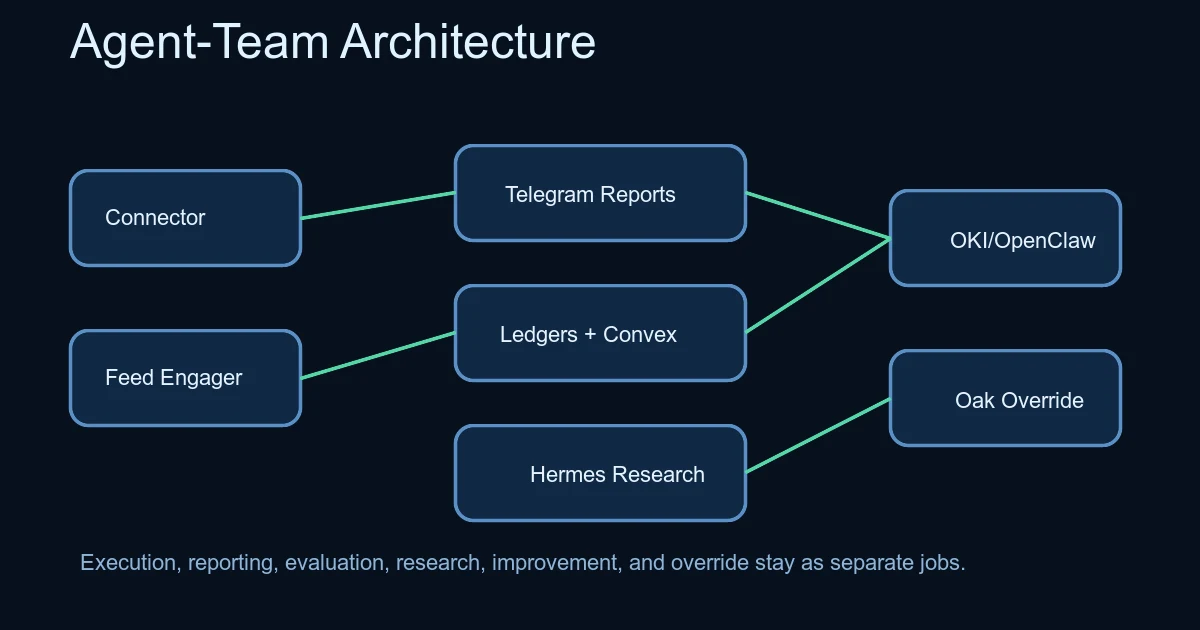 Agent-Team Architecture
Connector
Feed Engager
Telegram Reports
Ledgers + Convex
Hermes Research
OKI/OpenClaw
Oak Override
Execution, reporting, evaluation, research, improvement, and override stay as separate jobs.